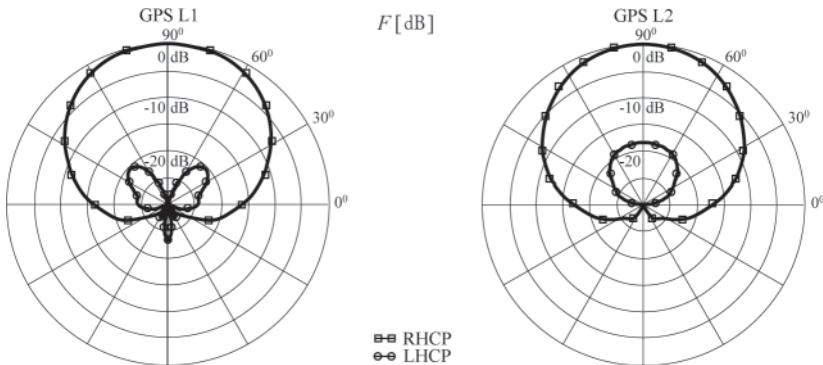 GPS L1
90⁰
0 dB
60⁰
-10 dB
30⁰
-20 dB
0⁰
F[dB]
GPS L2
90⁰
0 dB
60⁰
-10 dB
30⁰
-20 dB
0⁰
RHCP
LHCP